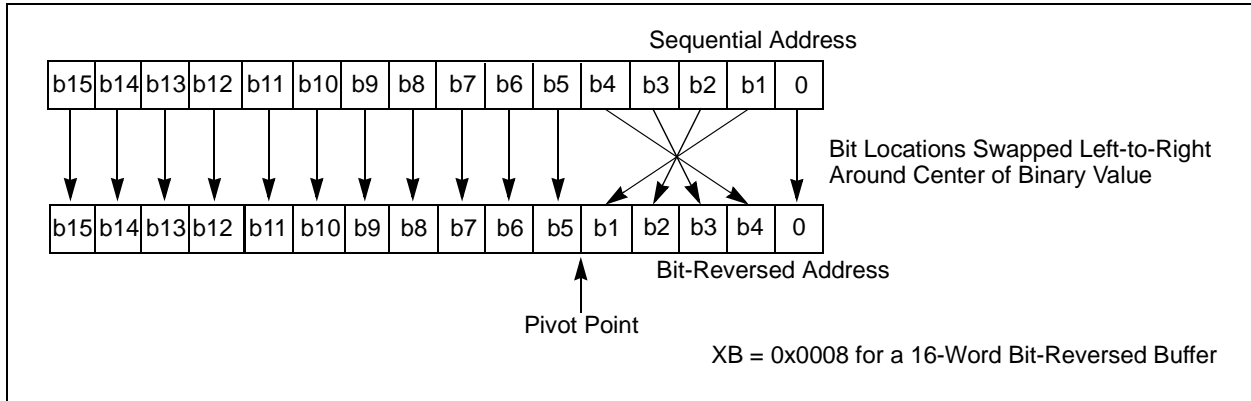 Sequential Address
b15 b14 b13 b12 b11 b10 b9 b8 b7 b6 b5 b4 b3 b2 b1 0
Bit Locations Swapped Left-to-Right
Around Center of Binary Value
b15 b14 b13 b12 b11 b10 b9 b8 b7 b6 b5 b1 b2 b3 b4 0
Bit-Reversed Address
Pivot Point
XB = 0x0008 for a 16-Word Bit-Reversed Buffer